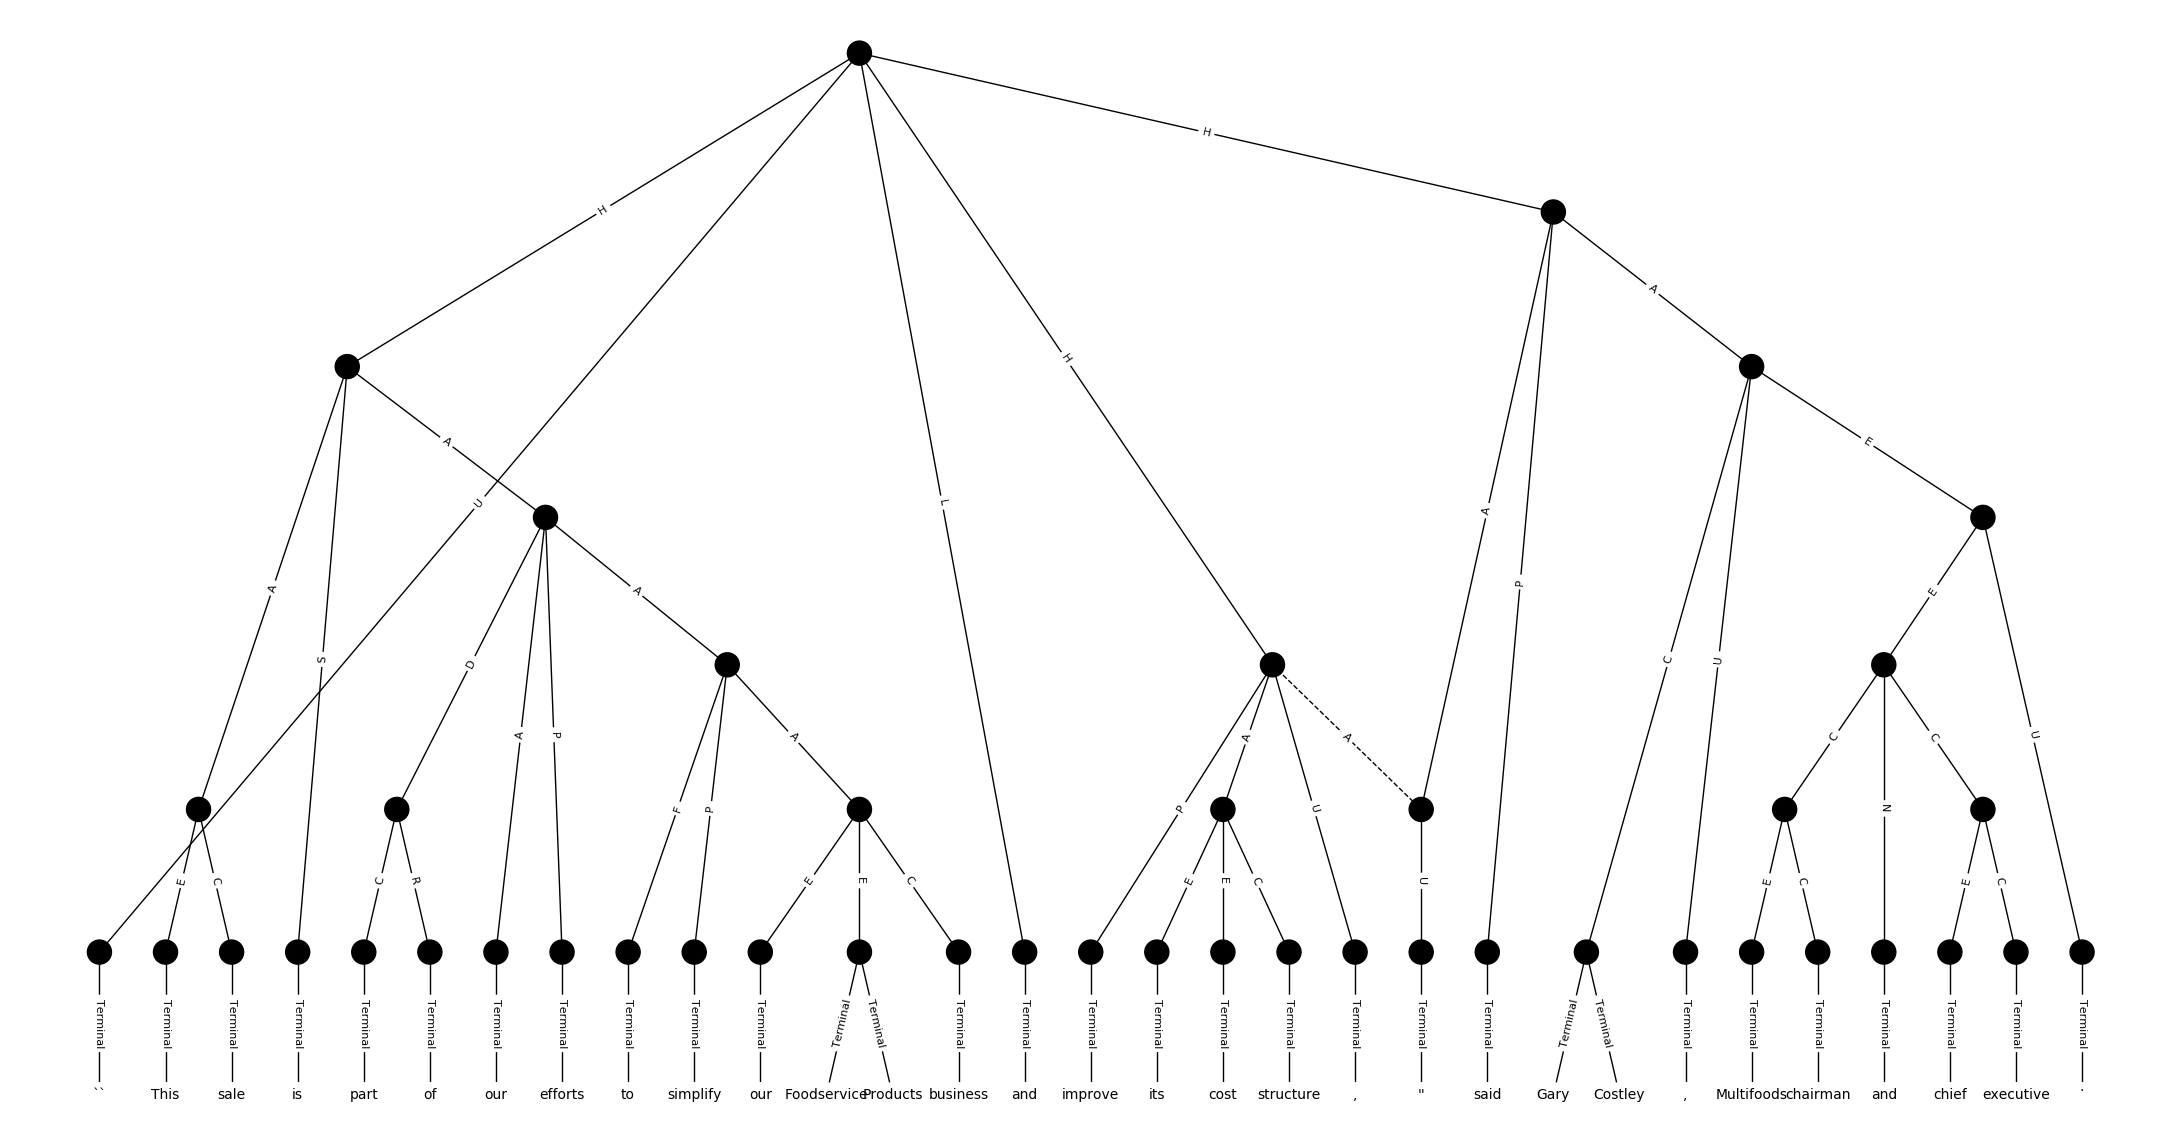 H
H
A
H
A
E
A
U
L
A
A
E
P
S
D
C
U
A
P
A
A
A
C
C
U
F
P
P
U
N
E
C
C
R
E
E
C
E
E
C
U
E
C
E
C
Terminal Terminal Terminal Terminal Terminal Terminal Terminal Terminal Terminal Terminal Terminal Terminal Terminal Terminal Terminal Terminal Terminal Terminal Terminal Terminal Terminal Terminal Terminal Terminal Terminal Terminal Terminal Terminal Terminal Terminal Terminal
`` This sale is part of our efforts to simplify our Foodservice Products business and improve its cost structure , " said Gary Costley , Multifoods chairman and chief executive .